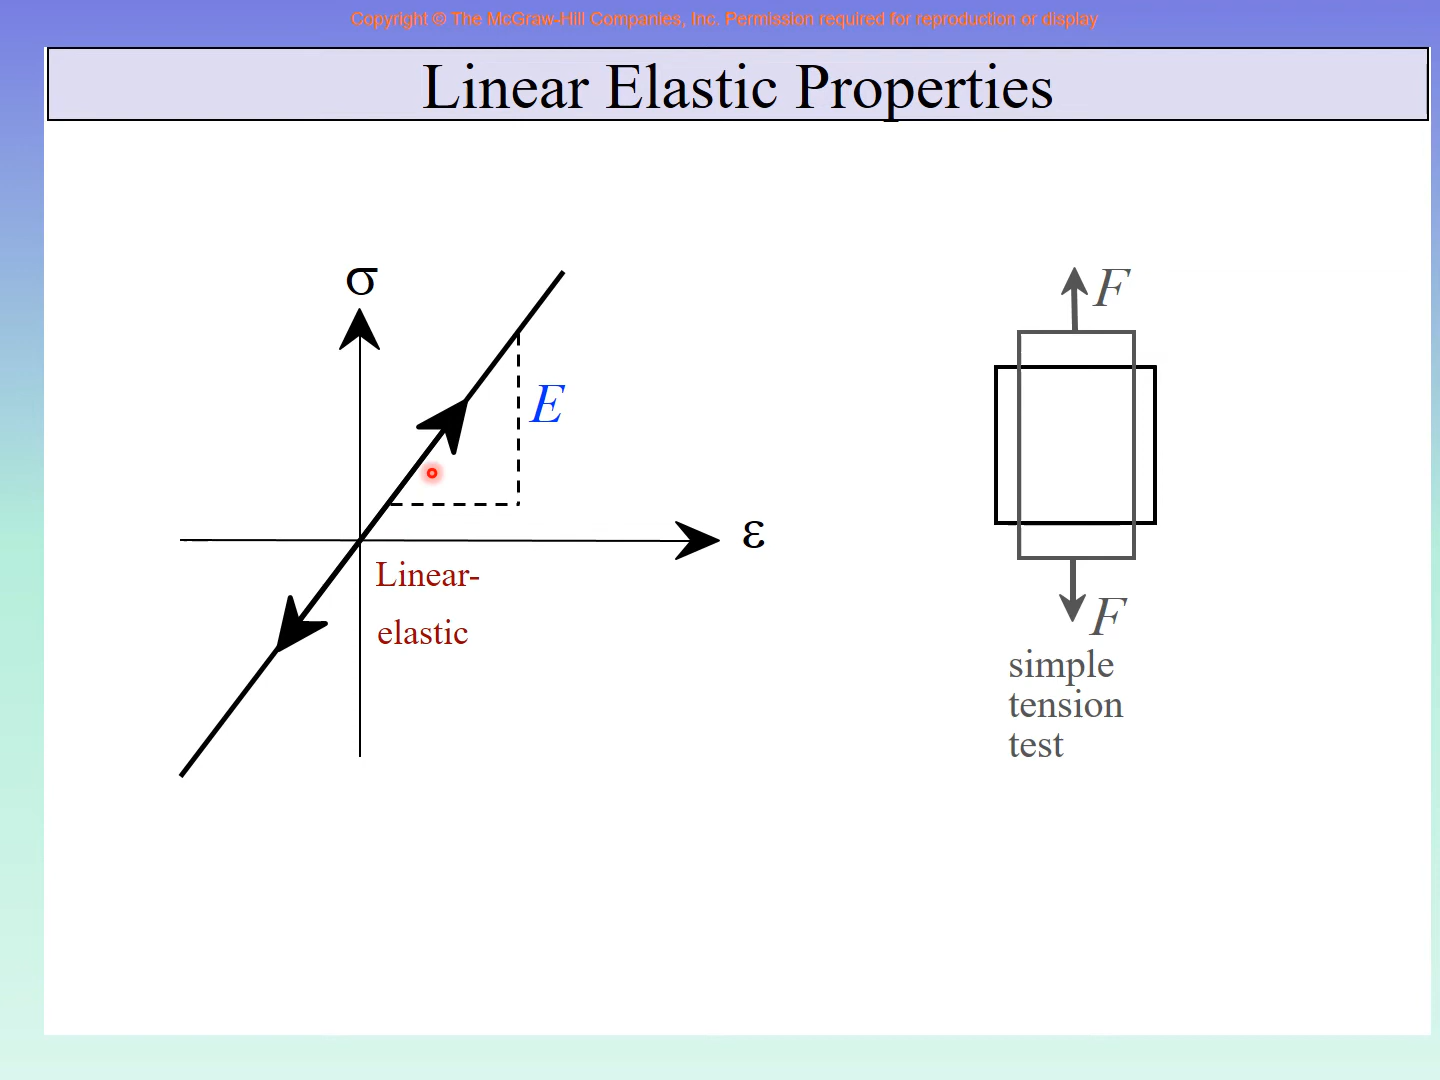 Copyright © The McGraw-Hill Companies, Inc. Permission required for reproduction or display
Linear Elastic Properties
σ
E
ε
Linear-
elastic
F
F
simple
tension
test